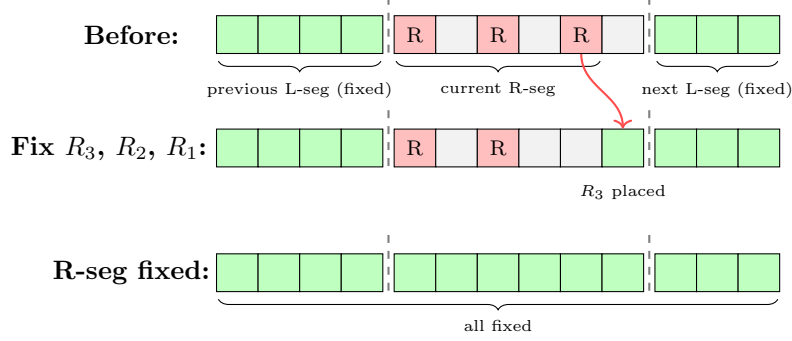 Before: R R R
previous L-seg (fixed) current R-seg next L-seg (fixed)
Fix R₃, R₂, R₁: R R
R₃ placed
R-seg fixed:
all fixed